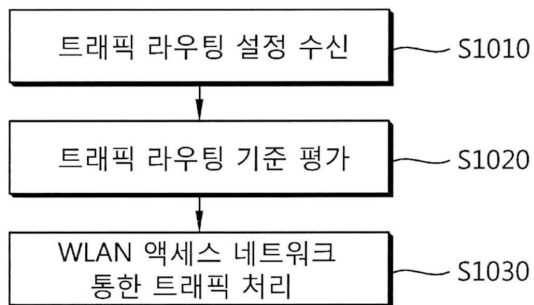 트래픽 라우팅 설정 수신
S1010
트래픽 라우팅 기준 평가
S1020
WLAN 액세스 네트워크
통한 트래픽 처리
S1030